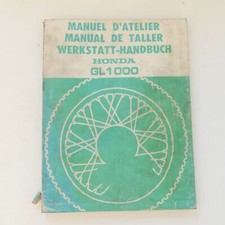 MANUEL D'ATELIER
MANUAL DE TALLER
WERKSTATT-HANDBUCH
HONDA
GL1000